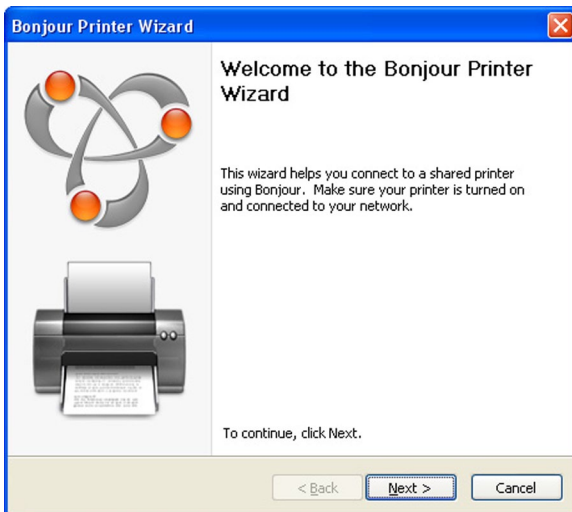 Bonjour Printer Wizard
Welcome to the Bonjour Printer
Wizard
This wizard helps you connect to a shared printer
using Bonjour. Make sure your printer is turned on
and connected to your network.
To continue, click Next.
< Back
Next >
Cancel